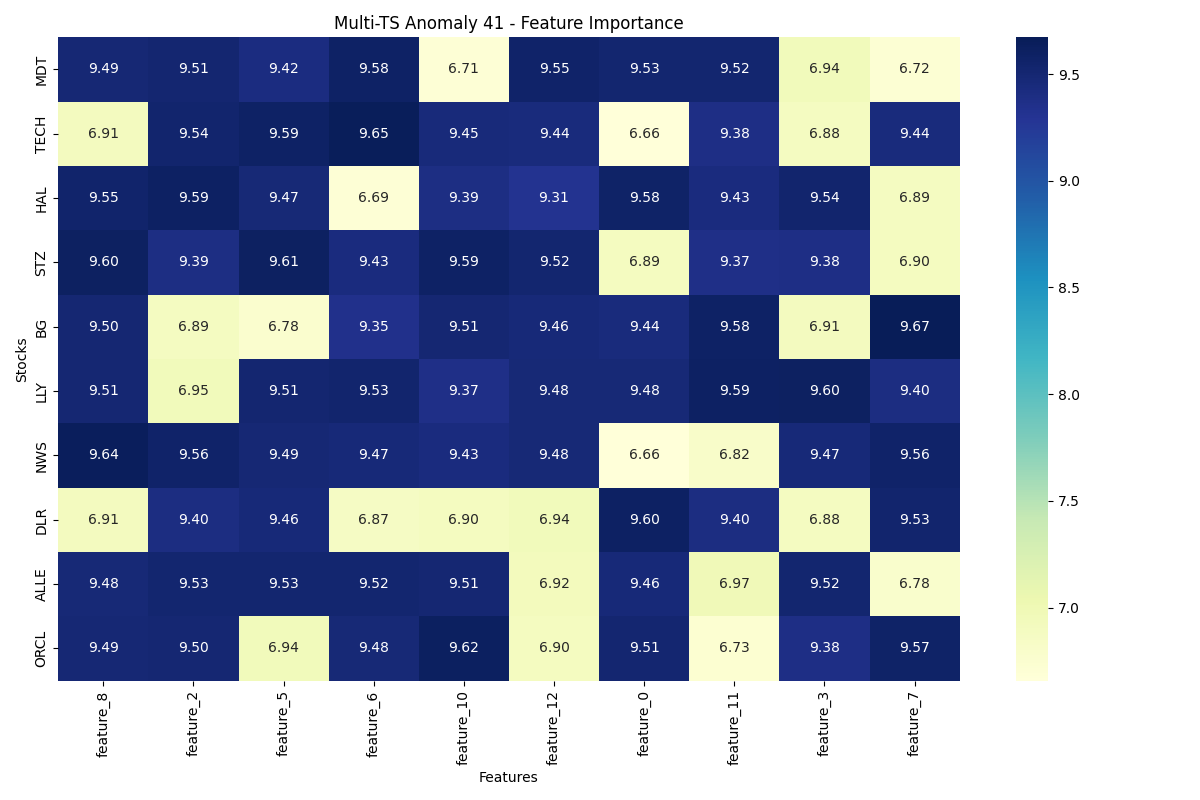 Multi-TS Anomaly 41 - Feature Importance
Stocks
MDT 9.49 9.51 9.42 9.58 6.71 9.55 9.53 9.52 6.94 6.72
TECH 6.91 9.54 9.59 9.65 9.45 9.44 6.66 9.38 6.88 9.44
HAL 9.55 9.59 9.47 6.69 9.39 9.31 9.58 9.43 9.54 6.89
STZ 9.60 9.39 9.61 9.43 9.59 9.52 6.89 9.37 9.38 6.90
BG 9.50 6.89 6.78 9.35 9.51 9.46 9.44 9.58 6.91 9.67
LLY 9.51 6.95 9.51 9.53 9.37 9.48 9.48 9.59 9.60 9.40
NWS 9.64 9.56 9.49 9.47 9.43 9.48 6.66 6.82 9.47 9.56
DLR 6.91 9.40 9.46 6.87 6.90 6.94 9.60 9.40 6.88 9.53
ALLE 9.48 9.53 9.53 9.52 9.51 6.92 9.46 6.97 9.52 6.78
ORCL 9.49 9.50 6.94 9.48 9.62 6.90 9.51 6.73 9.38 9.57
feature_8 feature_2 feature_5 feature_6 feature_10 feature_12 feature_0 feature_11 feature_3 feature_7
Features
9.5
9.0
8.5
8.0
7.5
7.0